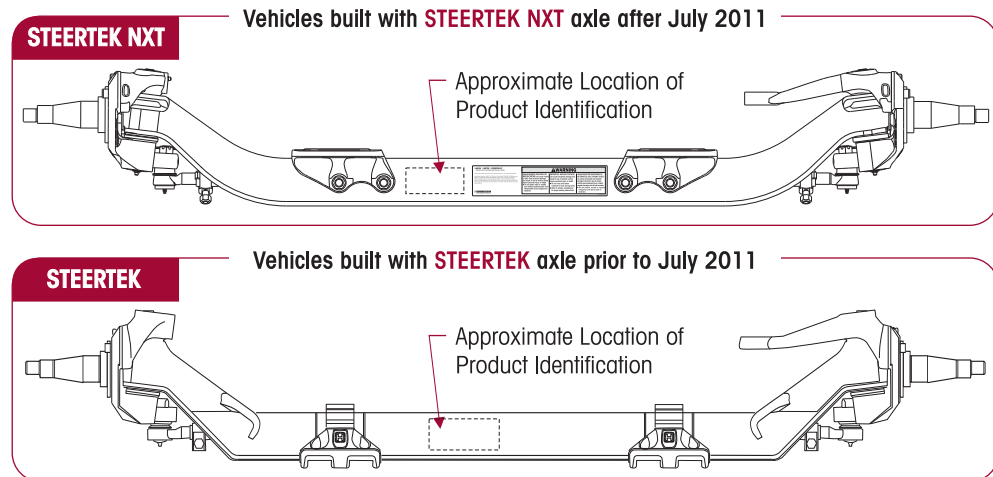 Vehicles built with STEERTEK NXT axle after July 2011
STEERTEK NXT
Approximate Location of
Product Identification
WARNING
Vehicles built with STEERTEK axle prior to July 2011
STEERTEK
Approximate Location of
Product Identification